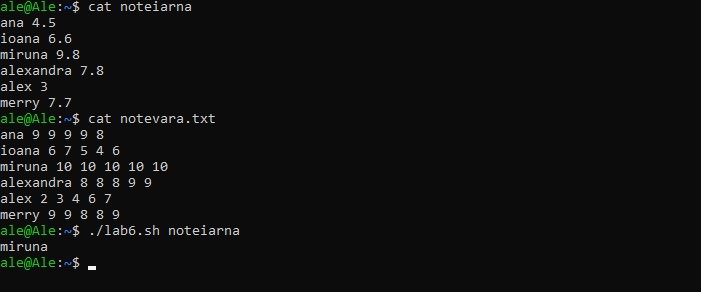 ale@Ale:~$ cat noteiarna
ana 4.5
ioana 6.6
miruna 9.8
alexandra 7.8
alex 3
merry 7.7
ale@Ale:~$ cat notevara.txt
ana 9 9 9 9 8
ioana 6 7 5 4 6
miruna 10 10 10 10 10
alexandra 8 8 8 9 9
alex 2 3 4 6 7
merry 9 9 8 8 9
ale@Ale:~$ ./lab6.sh noteiarna
miruna
ale@Ale:~$